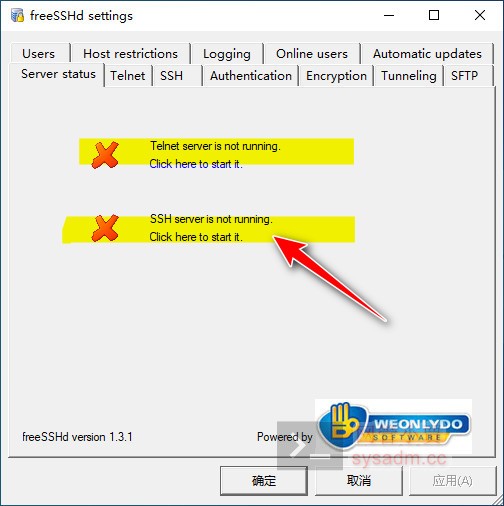 freeSSHd settings
Users Host restrictions Logging Online users Automatic updates
Server status Telnet SSH Authentication Encryption Tunneling SFTP
Telnet server is not running.
Click here to start it.
SSH server is not running.
Click here to start it.
freeSSHd version 1.3.1
Powered by
WEONLYDO
SOFTWARE
sysadm.cc
确定 取消 应用(A)